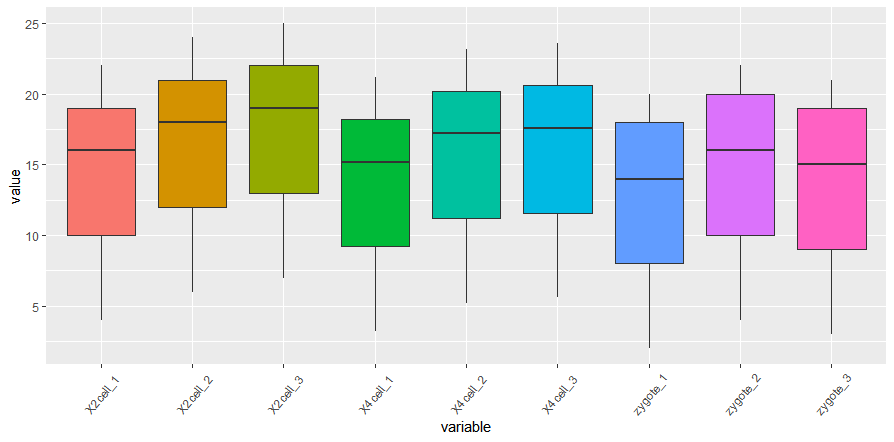 25
20
15
10
5
value
X2cell_1 X2cell_2 X2cell_3 X4cell_1 X4cell_2 X4cell_3 zygote_1 zygote_2 zygote_3
variable